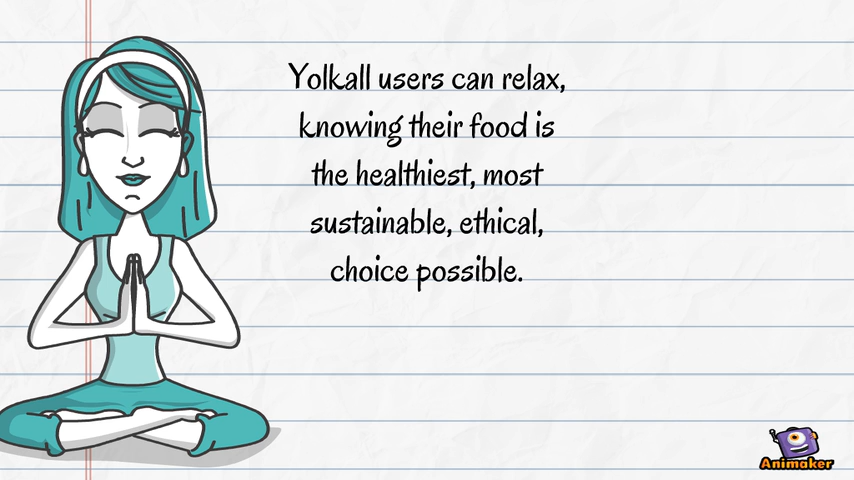 Yolkall users can relax,
knowing their food is
the healthiest, most
sustainable, ethical,
choice possible.
Animaker